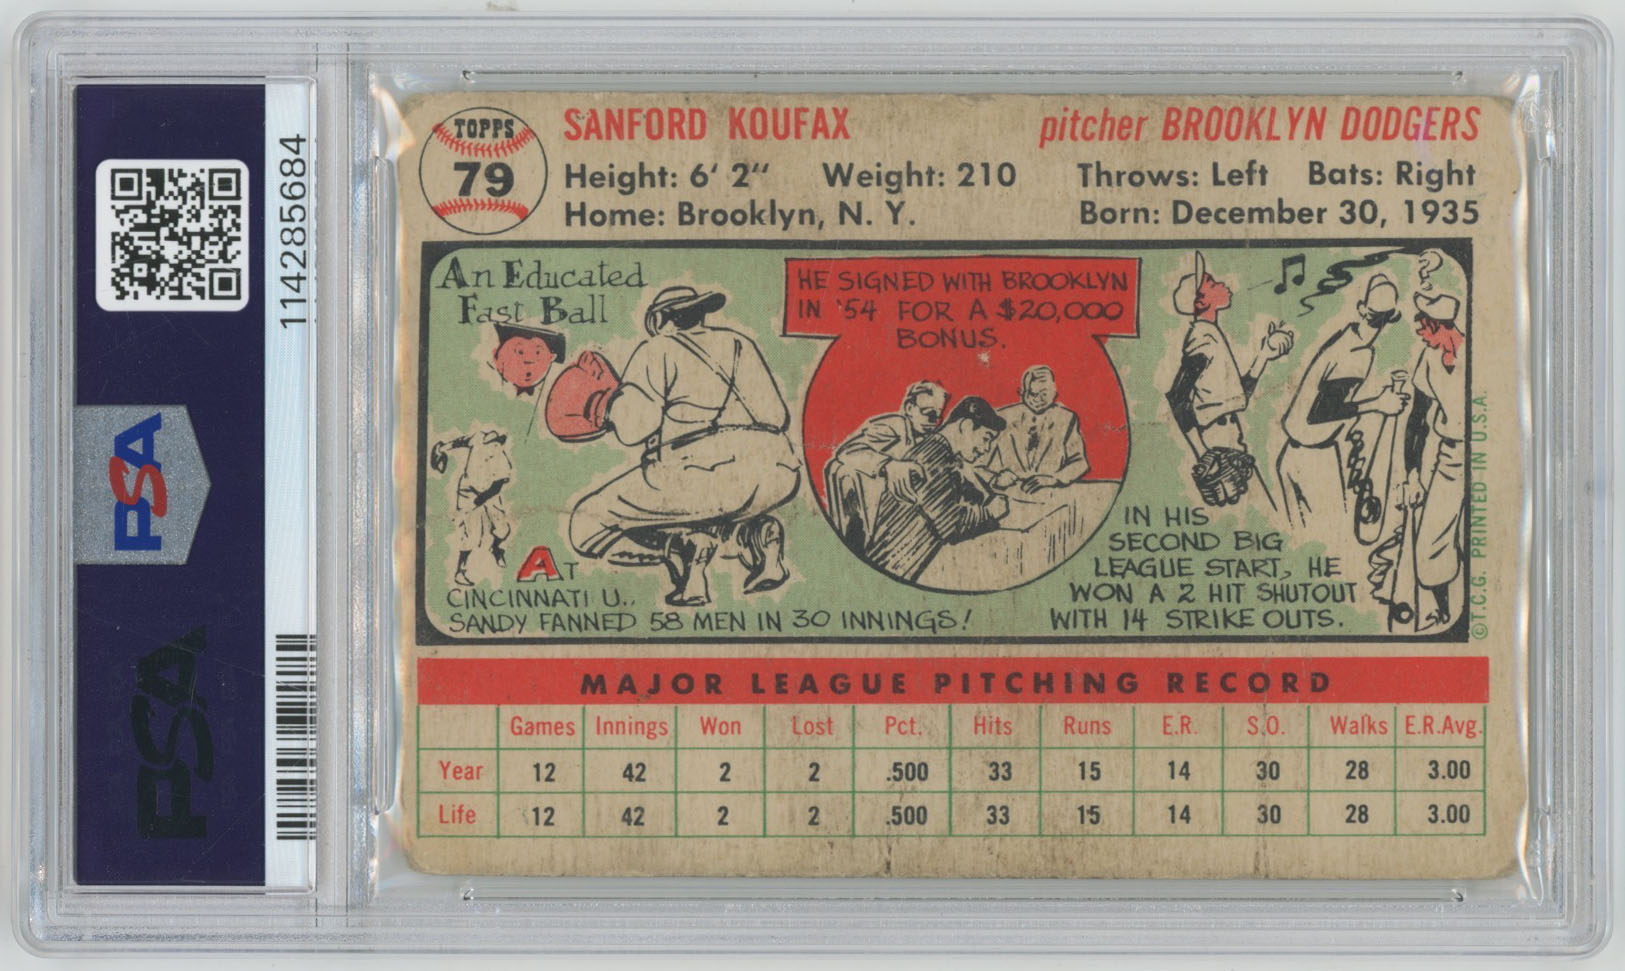 PSA
PSA
114285684
TOPPS
79
SANFORD KOUFAX
pitcher BROOKLYN DODGERS
Height: 6' 2" Weight: 210
Throws: Left Bats: Right
Home: Brooklyn, N. Y.
Born: December 30, 1935
An Educated
Fast Ball
AT
CINCINNATI U.,
SANDY FANNED 58 MEN IN 30 INNINGS!
HE SIGNED WITH BROOKLYN
IN '54 FOR A $20,000
BONUS.
IN HIS
SECOND BIG
LEAGUE START, HE
WON A 2 HIT SHUTOUT
WITH 14 STRIKE OUTS.
©T.C.G. PRINTED IN U.S.A.
MAJOR LEAGUE PITCHING RECORD
Games Innings Won Lost Pct. Hits Runs E.R. S.O. Walks E.R.Avg.
Year 12 42 2 2 .500 33 15 14 30 28 3.00
Life 12 42 2 2 .500 33 15 14 30 28 3.00